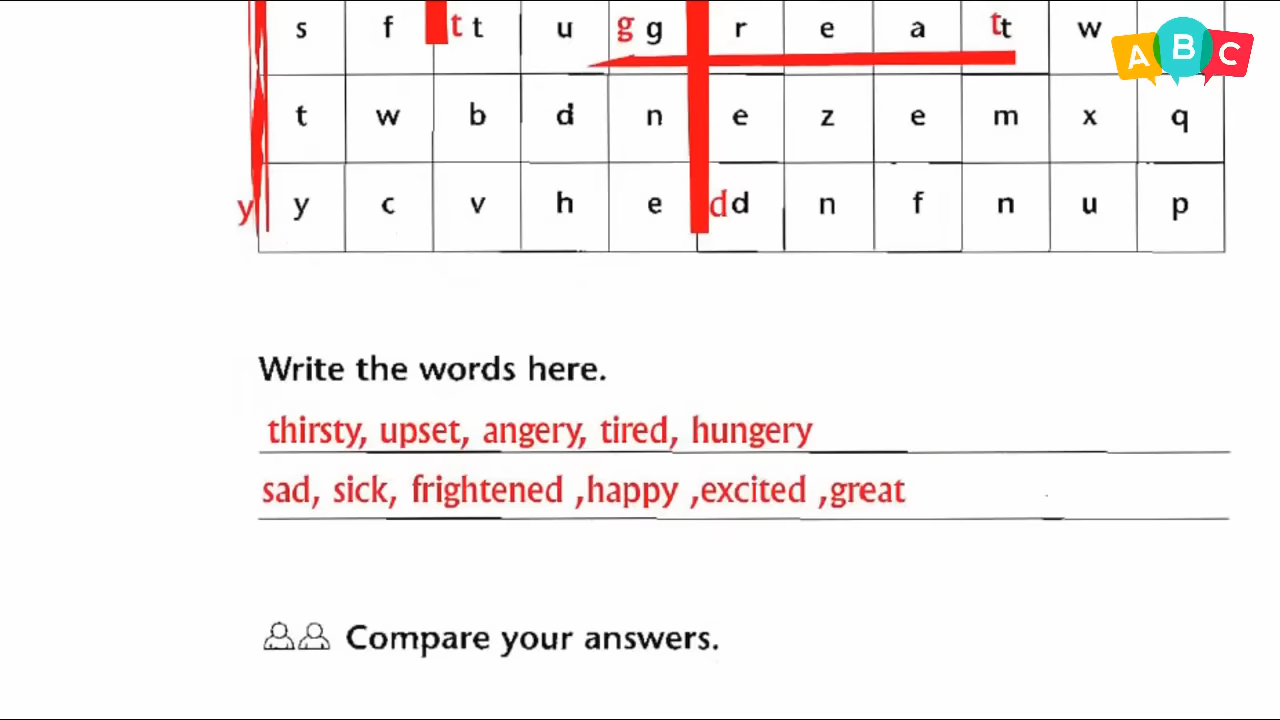 s f t t u g g r e a t t w
A B C
t w b d n e z e m x q
y y c v h e d d n f n u p
Write the words here.
thirsty, upset, angery, tired, hungery
sad, sick, frightened ,happy ,excited ,great
Compare your answers.